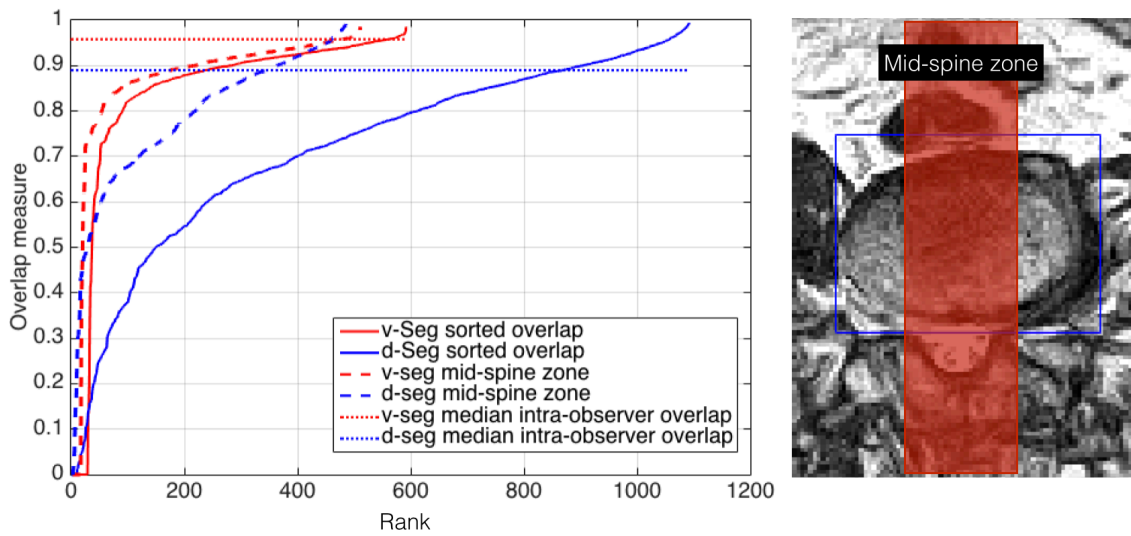 1
0.9
0.8
0.7
0.6
0.5
0.4
0.3
0.2
0.1
0
Overlap measure
0 200 400 600 800 1000 1200
Rank
v-Seg sorted overlap
d-Seg sorted overlap
v-seg mid-spine zone
d-seg mid-spine zone
v-seg median intra-observer overlap
d-seg median intra-observer overlap
Mid-spine zone